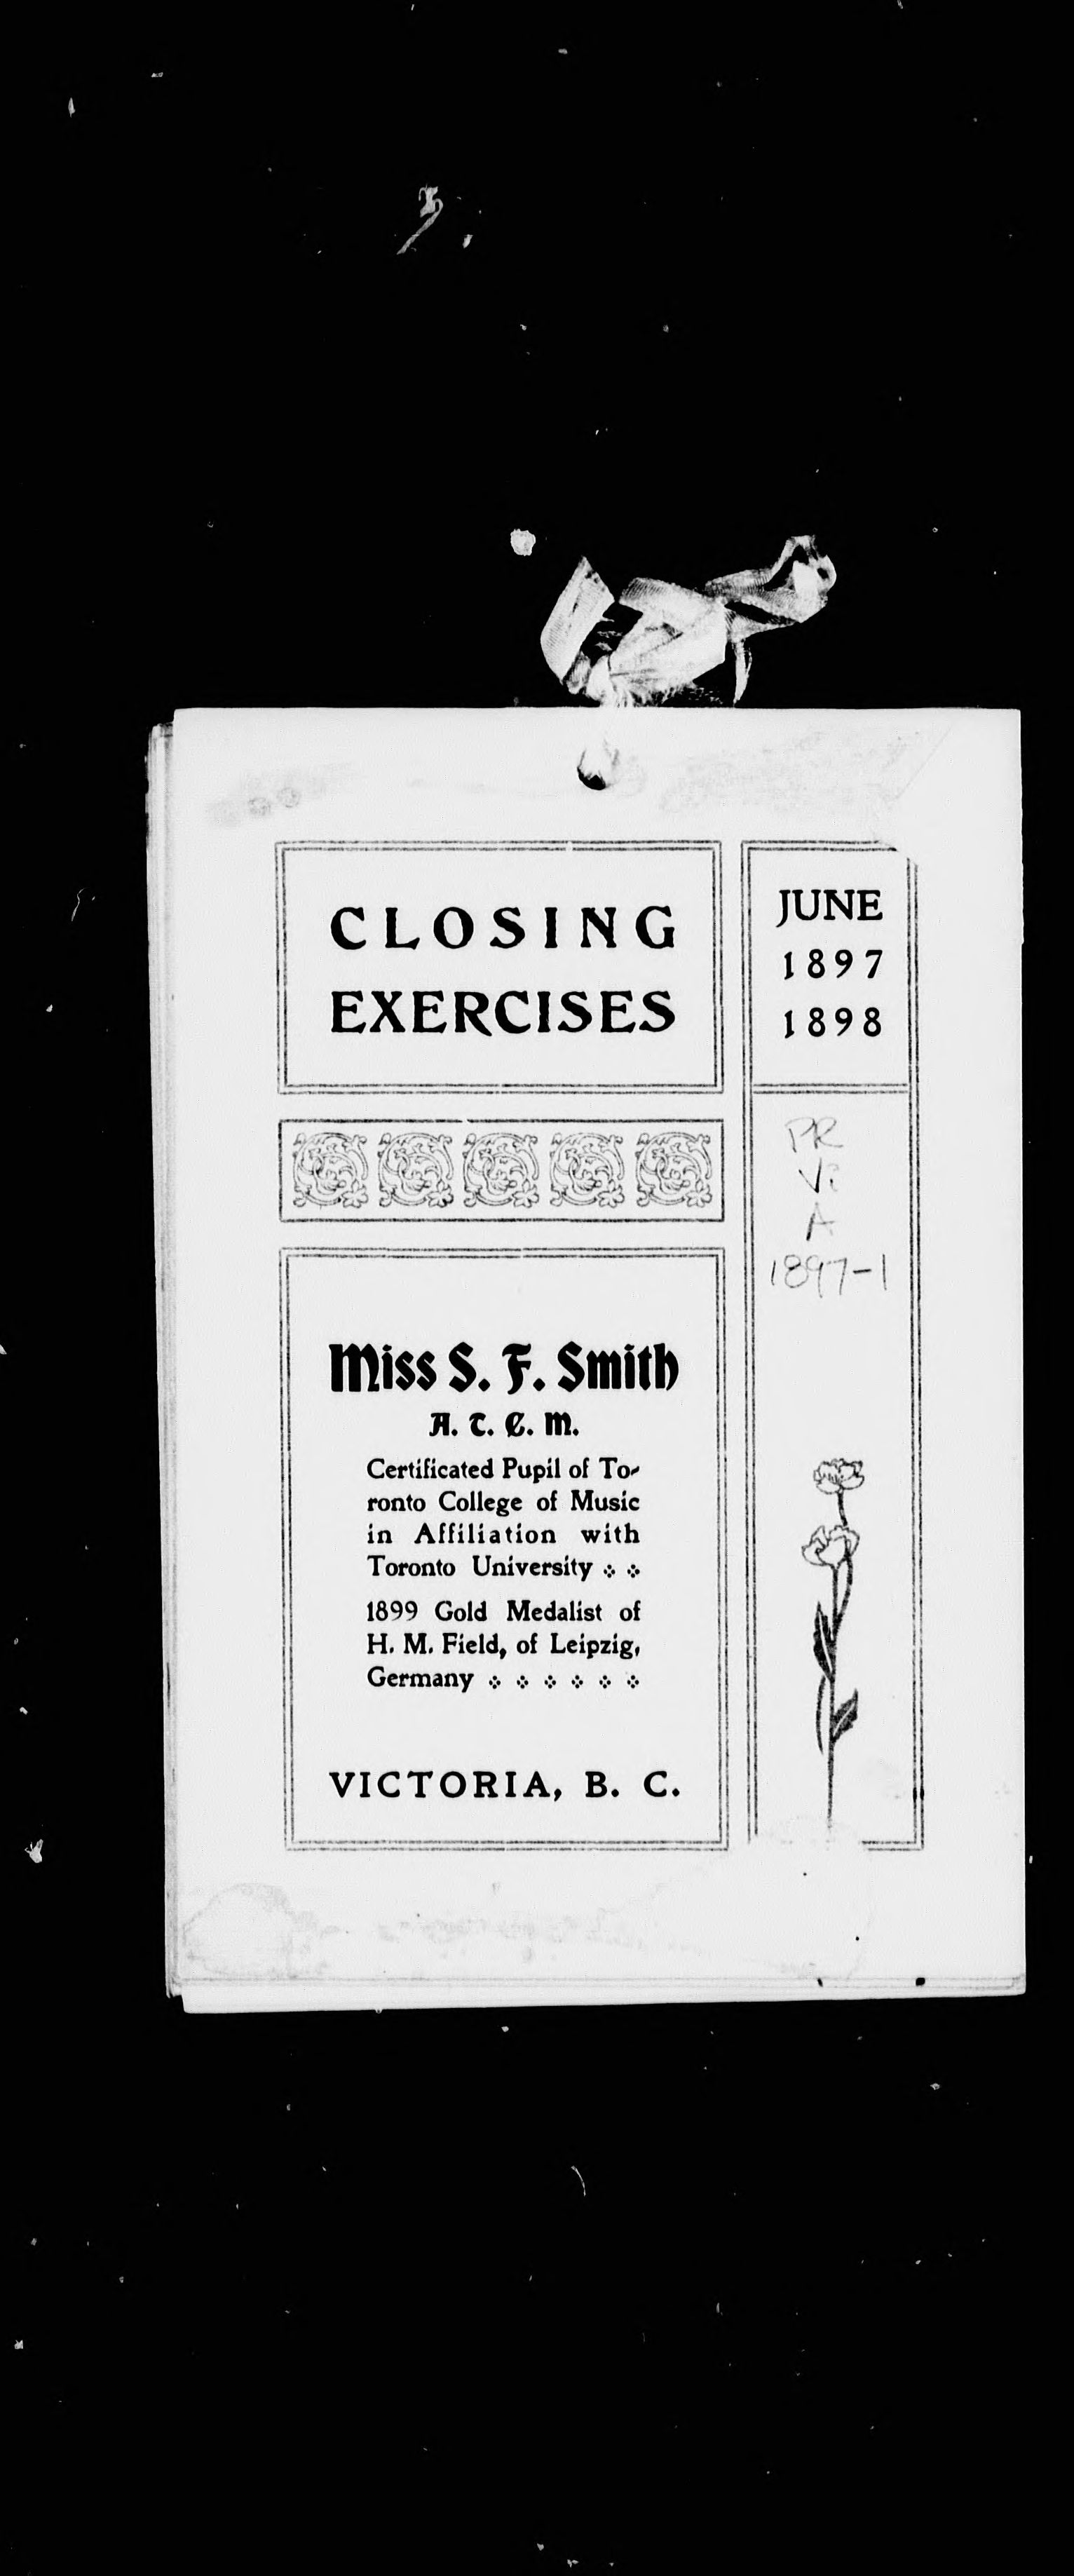 CLOSING
EXERCISES
JUNE
1897
1898
PR
Vi
A
1897-1
Miss S. F. Smith
A. T. C. M.
Certificated Pupil of To-
ronto College of Music
in Affiliation with
Toronto University
1899 Gold Medalist of
H. M. Field, of Leipzig,
Germany
VICTORIA, B. C.